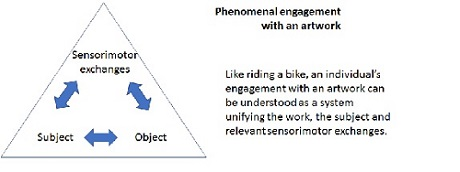 Phenomenal engagement
with an artwork
Sensorimotor
exchanges
Subject
Object
Like riding a bike, an individual's
engagement with an artwork can
be understood as a system
unifying the work, the subject and
relevant sensorimotor exchanges.